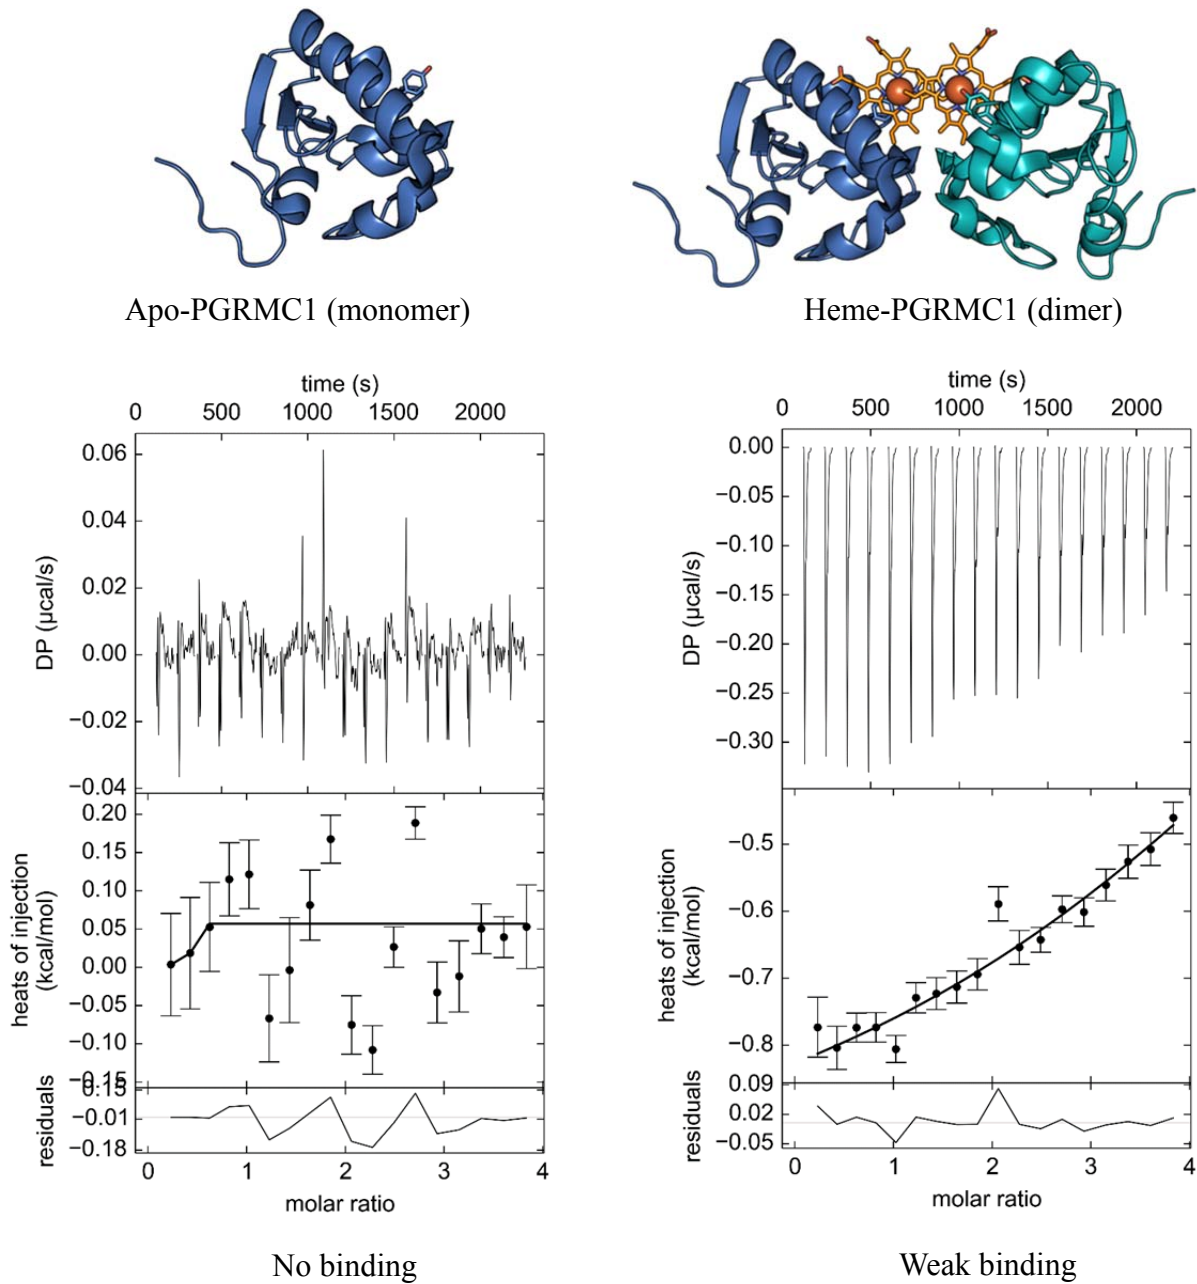 Apo-PGRMC1 (monomer)
Heme-PGRMC1 (dimer)
time (s)
0 500 1000 1500 2000
0.06
0.04
0.02
0.00
−0.02
−0.04
DP (μcal/s)
0.20
0.15
0.10
0.05
0.00
−0.05
−0.10
−0.15
heats of injection
(kcal/mol)
0.15
−0.01
−0.18
residuals
0 1 2 3 4
molar ratio
No binding
time (s)
0 500 1000 1500 2000
0.00
−0.05
−0.10
−0.15
−0.20
−0.25
−0.30
DP (μcal/s)
−0.5
−0.6
−0.7
−0.8
heats of injection
(kcal/mol)
0.09
0.02
−0.05
residuals
0 1 2 3 4
molar ratio
Weak binding